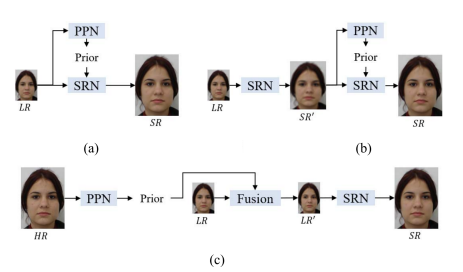 PPN
Prior
LR
SRN
SR
(a)
PPN
Prior
LR
SRN
SR'
SRN
SR
(b)
HR
PPN
Prior
LR
Fusion
LR'
SRN
SR
(c)